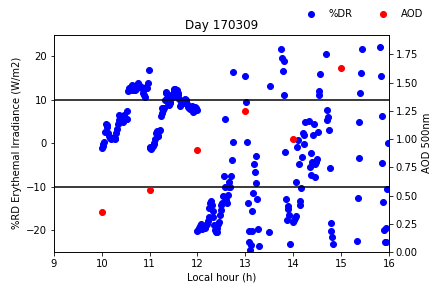 %DR AOD
Day 170309
%RD Erythemal Irradiance (W/m2)
20
10
0
−10
−20
1.75
1.50
1.25
1.00
0.75
0.50
0.25
0.00
AOD 500nm
9 10 11 12 13 14 15 16
Local hour (h)